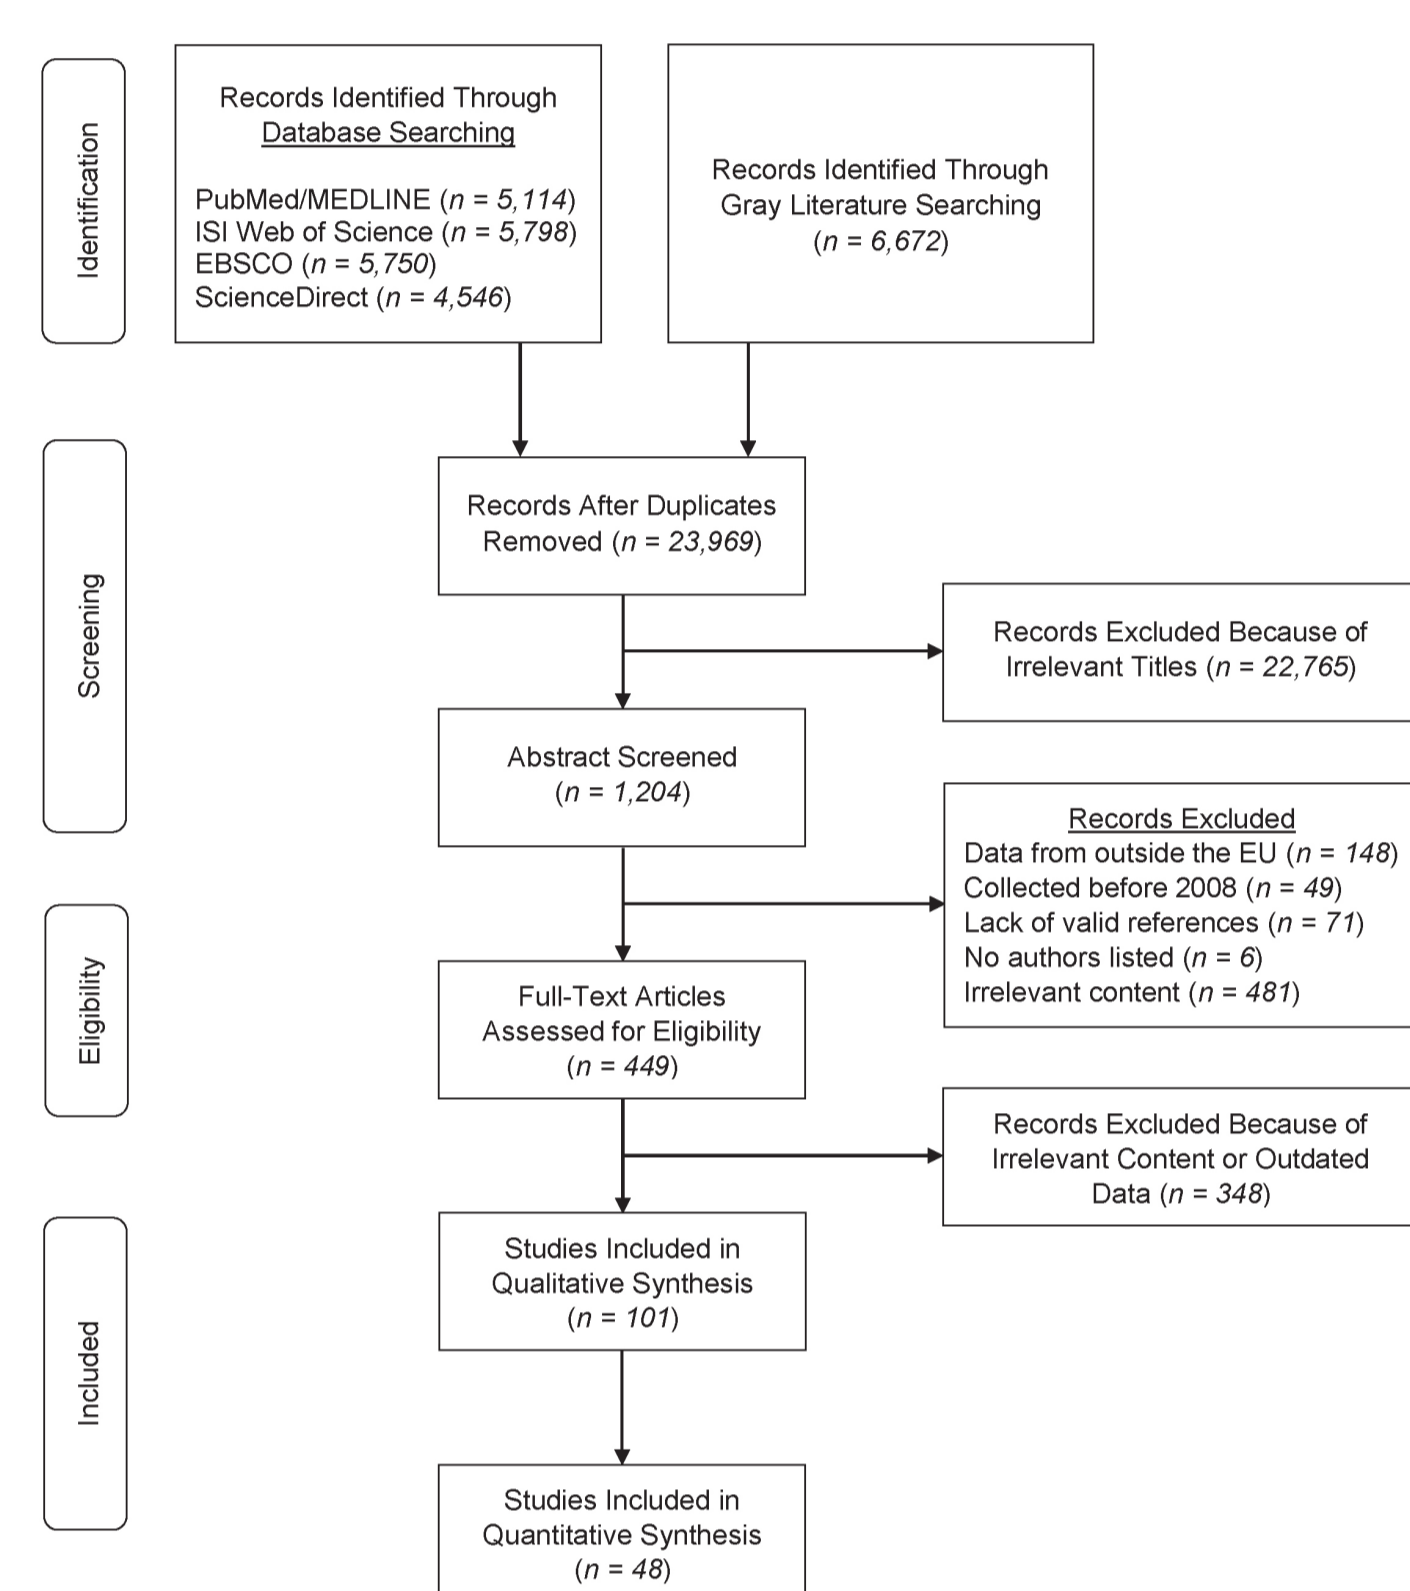 Identification
Records Identified Through
Database Searching
PubMed/MEDLINE (n = 5,114)
ISI Web of Science (n = 5,798)
EBSCO (n = 5,750)
ScienceDirect (n = 4,546)
Records Identified Through
Gray Literature Searching
(n = 6,672)
Screening
Records After Duplicates
Removed (n = 23,969)
Records Excluded Because of
Irrelevant Titles (n = 22,765)
Abstract Screened
(n = 1,204)
Records Excluded
Data from outside the EU (n = 148)
Collected before 2008 (n = 49)
Lack of valid references (n = 71)
No authors listed (n = 6)
Irrelevant content (n = 481)
Eligibility
Full-Text Articles
Assessed for Eligibility
(n = 449)
Records Excluded Because of
Irrelevant Content or Outdated
Data (n = 348)
Included
Studies Included in
Qualitative Synthesis
(n = 101)
Studies Included in
Quantitative Synthesis
(n = 48)